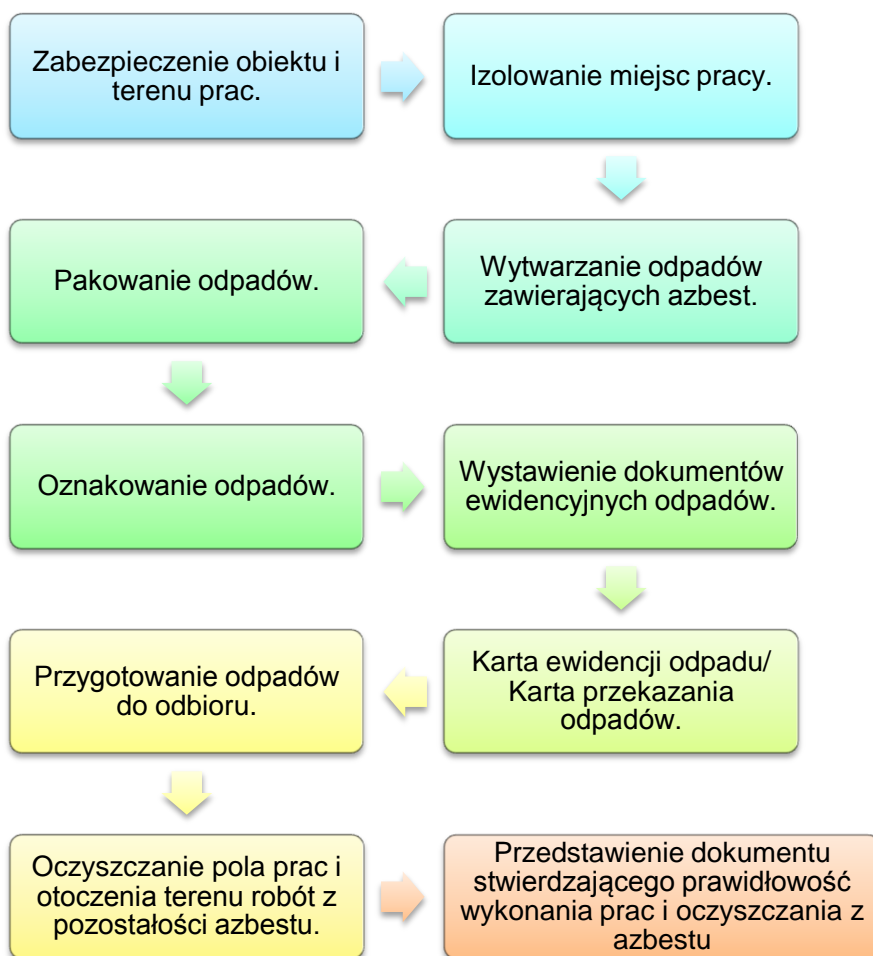 Zabezpieczenie obiektu i
terenu prac.
Izolowanie miejsc pracy.
Wytwarzanie odpadów
zawierających azbest.
Pakowanie odpadów.
Oznakowanie odpadów.
Wystawienie dokumentów
ewidencyjnych odpadów.
Karta ewidencji odpadu/
Karta przekazania
odpadów.
Przygotowanie odpadów
do odbioru.
Oczyszczanie pola prac i
otoczenia terenu robót z
pozostałości azbestu.
Przedstawienie dokumentu
stwierdzającego prawidłowość
wykonania prac i oczyszczania z
azbestu